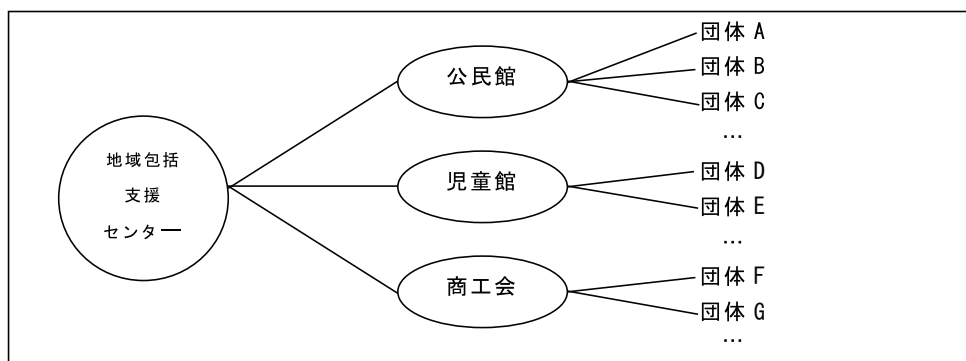 地域包括
支援
センター
公民館
団体 A
団体 B
団体 C
…
児童館
団体 D
団体 E
…
商工会
団体 F
団体 G
…